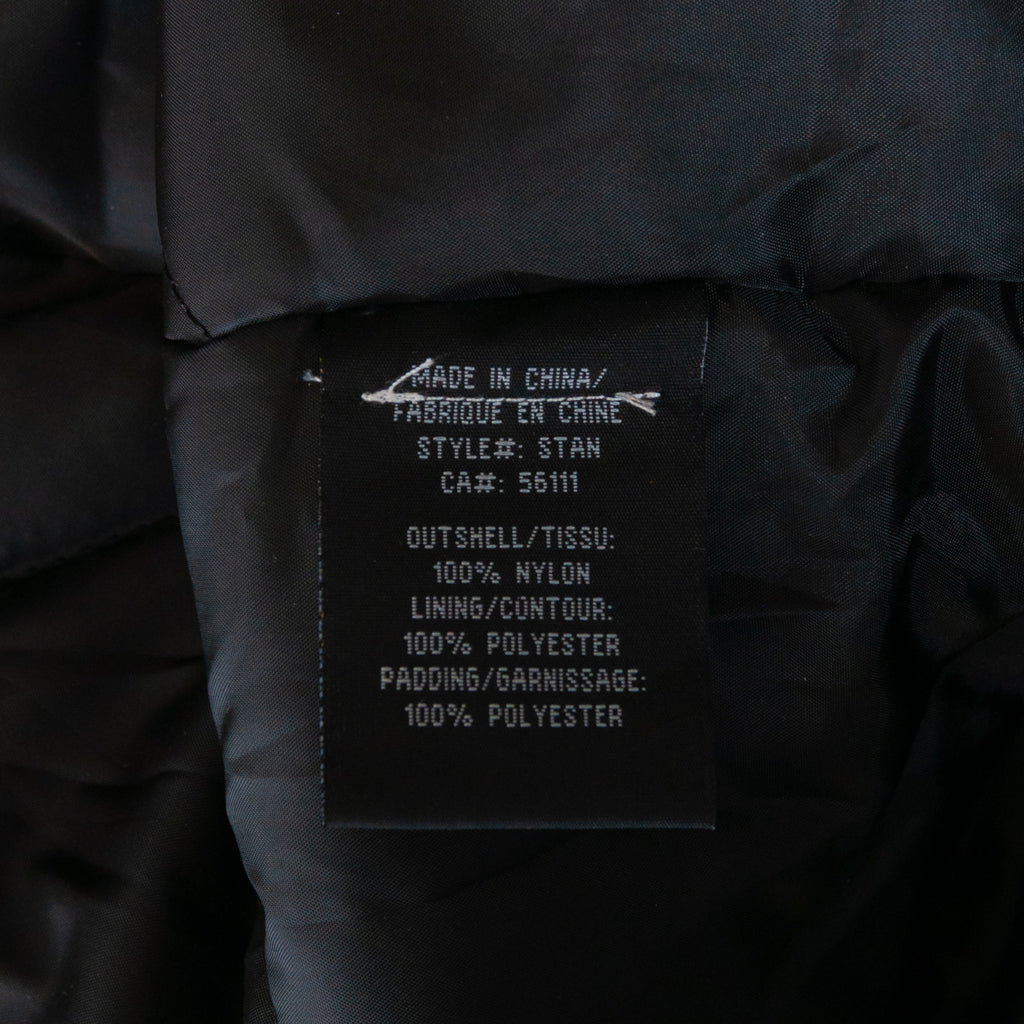 MADE IN CHINA/
FABRIQUE EN CHINE
STYLE#: STAN
CA#: 56111
OUTSHELL/TISSU:
100% NYLON
LINING/CONTOUR:
100% POLYESTER
PADDING/GARNISSAGE:
100% POLYESTER